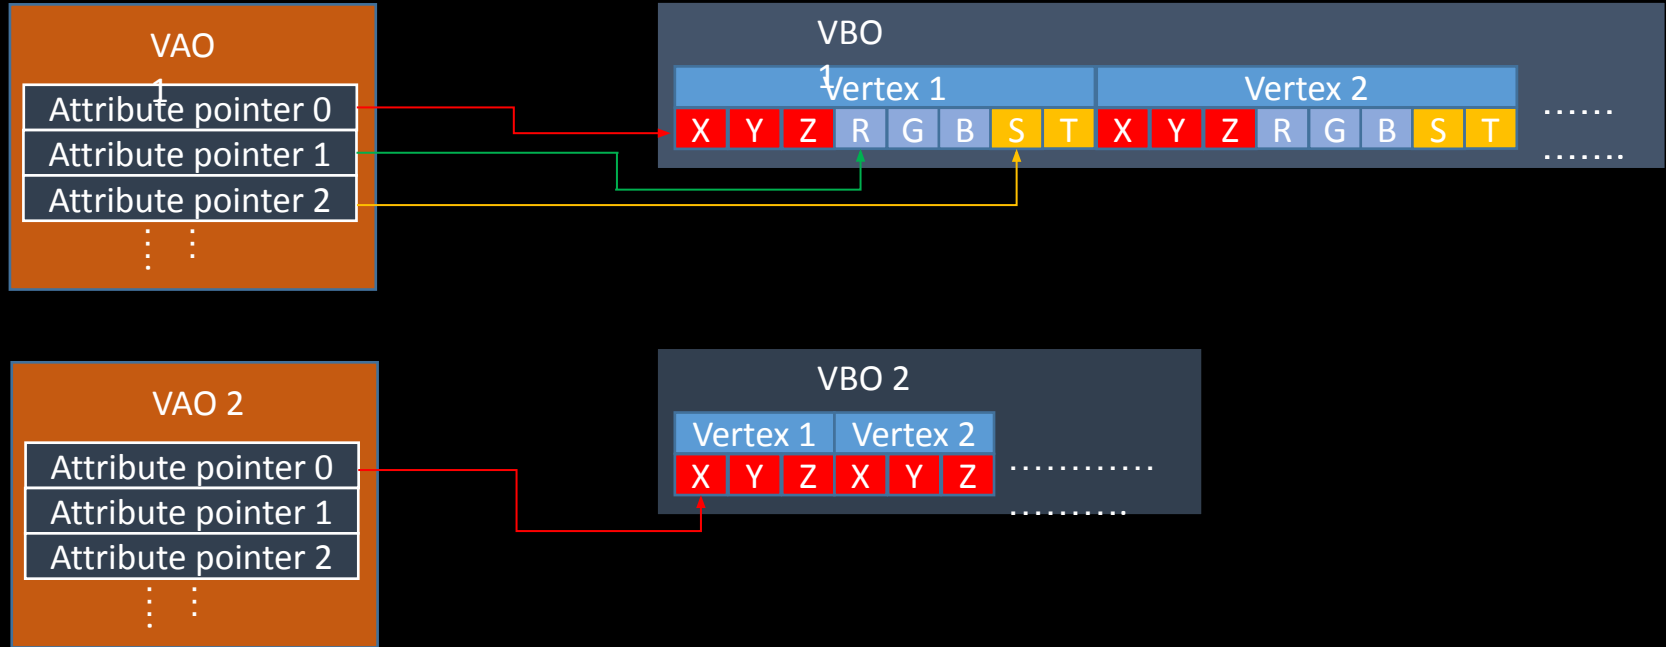 VAO
1
Attribute pointer 0
Attribute pointer 1
Attribute pointer 2
VBO
1
Vertex 1 Vertex 2
X Y Z R G B S T X Y Z R G B S T
......
.......
VAO 2
Attribute pointer 0
Attribute pointer 1
Attribute pointer 2
VBO 2
Vertex 1 Vertex 2
X Y Z X Y Z
............
..........